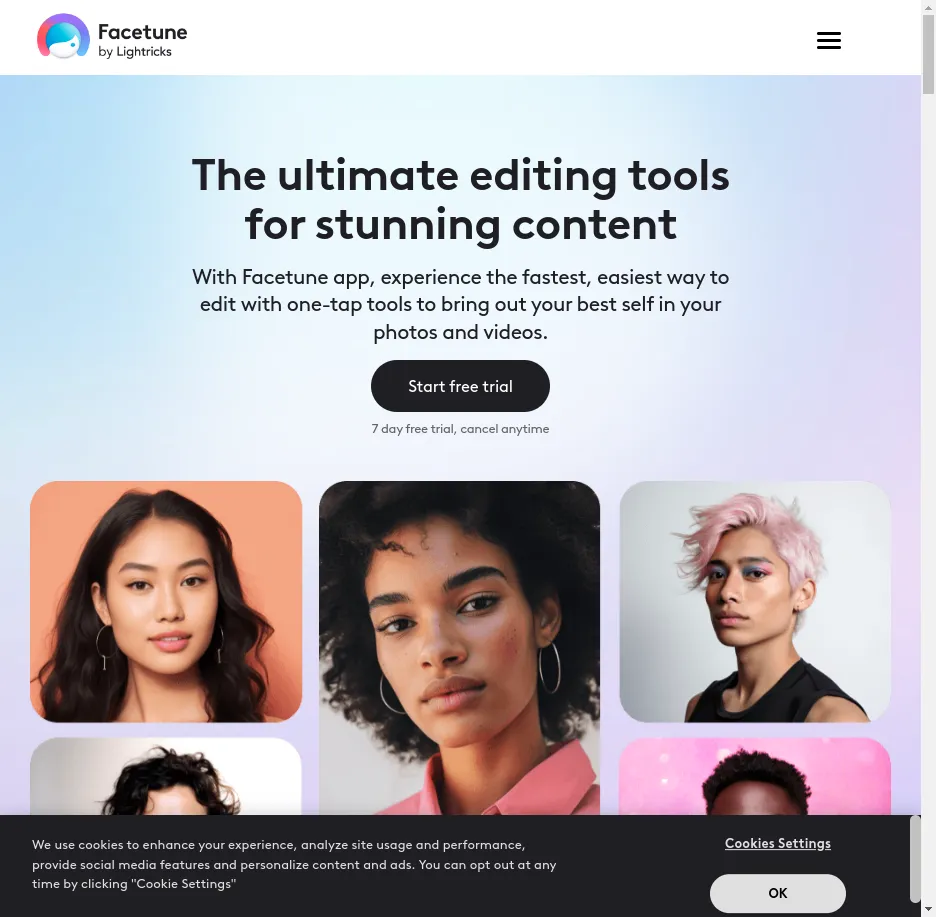 Facetune
by Lightricks
The ultimate editing tools
for stunning content
With Facetune app, experience the fastest, easiest way to
edit with one-tap tools to bring out your best self in your
photos and videos.
Start free trial
7 day free trial, cancel anytime
We use cookies to enhance your experience, analyze site usage and performance,
provide social media features and personalize content and ads. You can opt out at any
time by clicking "Cookie Settings"
Cookies Settings
OK